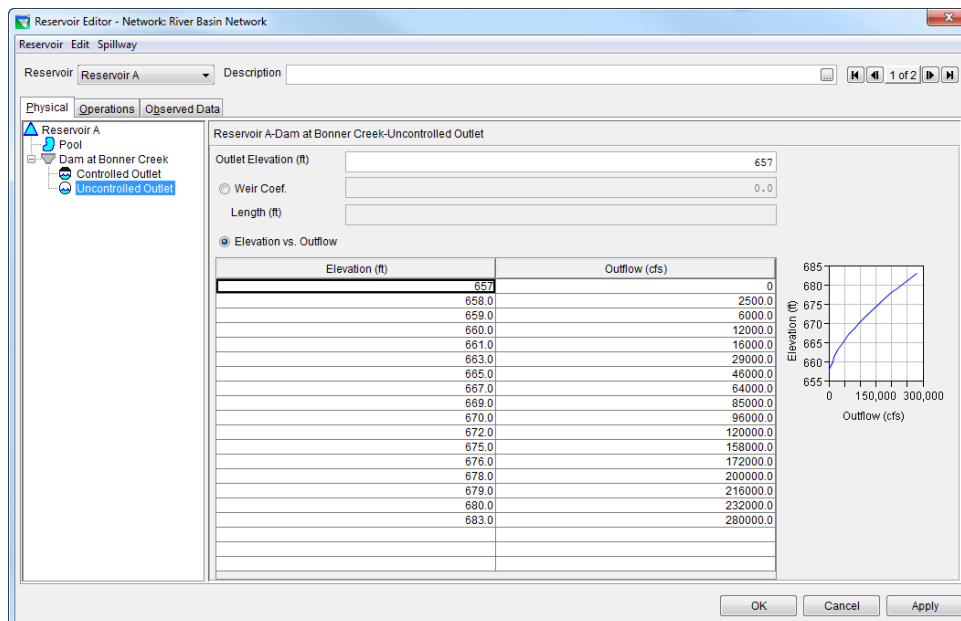 Reservoir Editor - Network: River Basin Network
Reservoir Edit Spillway
Reservoir Reservoir A Description ... 1 of 2
Physical Operations Observed Data
Reservoir A
Pool
Dam at Bonner Creek
Controlled Outlet
Uncontrolled Outlet
Reservoir A-Dam at Bonner Creek-Uncontrolled Outlet
Outlet Elevation (ft) 657
Weir Coef. 0.0
Length (ft)
Elevation vs. Outflow
Elevation (ft) Outflow (cfs)
657 0
658.0 2500.0
659.0 6000.0
660.0 12000.0
661.0 16000.0
663.0 29000.0
665.0 46000.0
667.0 64000.0
669.0 85000.0
670.0 96000.0
672.0 120000.0
675.0 158000.0
676.0 172000.0
678.0 200000.0
679.0 216000.0
680.0 232000.0
683.0 280000.0
Elevation (ft)
685
680
675
670
665
660
655
0 150,000 300,000
Outflow (cfs)
OK Cancel Apply